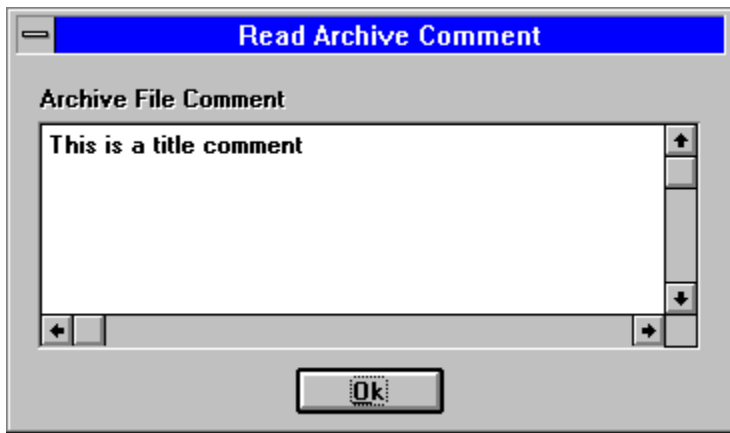 Read Archive Comment
Archive File Comment
This is a title comment
Ok